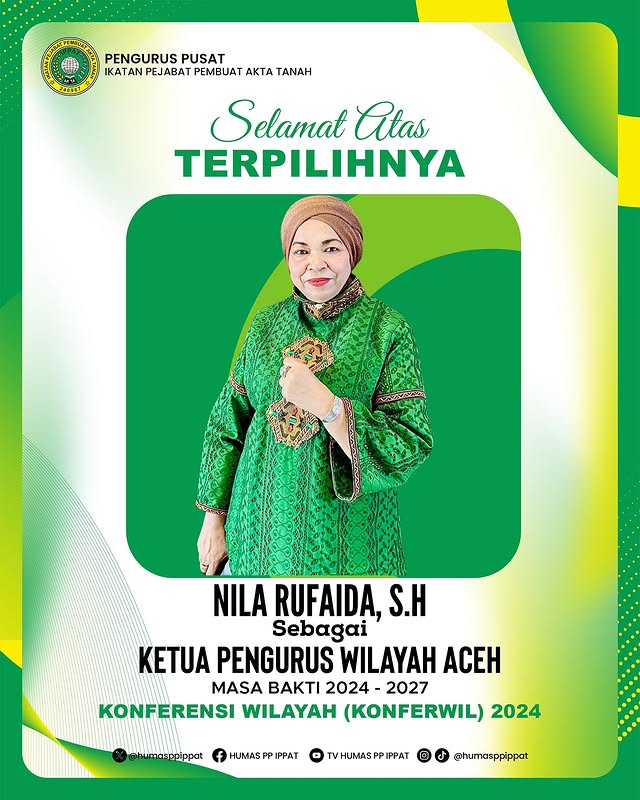 PENGURUS PUSAT
IKATAN PEJABAT PEMBUAT AKTA TANAH
Selamat Atas
TERPILIHNYA
NILA RUFAIDA, S.H
Sebagai
KETUA PENGURUS WILAYAH ACEH
MASA BAKTI 2024 - 2027
KONFERENSI WILAYAH (KONFERWIL) 2024
@humasppippat HUMAS PP IPPAT TV HUMAS PP IPPAT @humasppippat